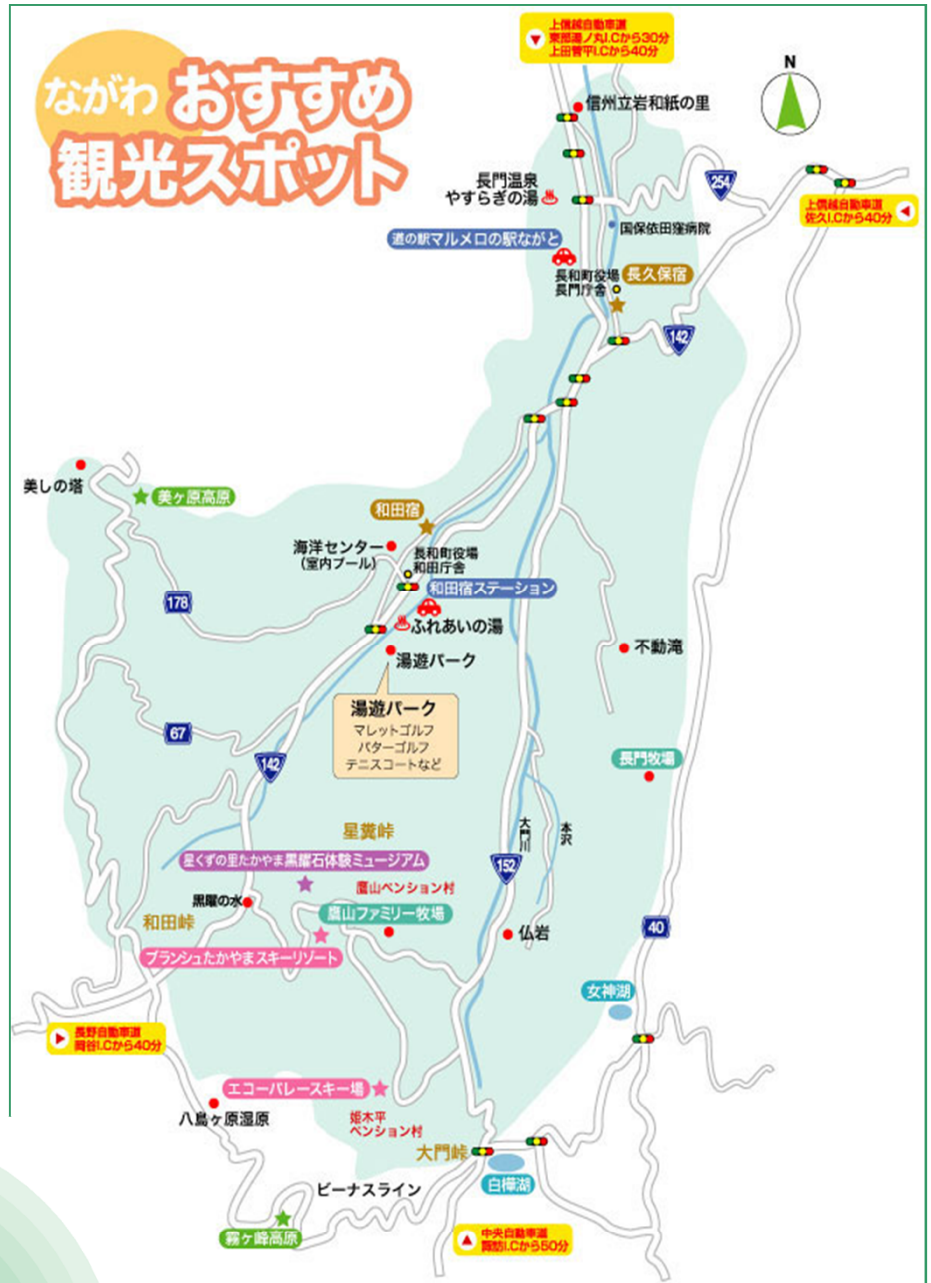 ながわ おすすめ
観光スポット
上信越自動車道
東部湯ノ丸I.Cから30分
上田菅平I.Cから40分
N
信州立岩和紙の里
長門温泉
やすらぎの湯
254
上信越自動車道
佐久I.Cから40分
国保依田窪病院
道の駅マルメロの駅ながと
長和町役場
長門庁舎
長久保宿
142
美しの塔
美ヶ原高原
和田宿
海洋センター
(室内プール)
長和町役場
和田庁舎
和田宿ステーション
178
ふれあいの湯
湯遊パーク
不動滝
湯遊パーク
マレットゴルフ
パターゴルフ
テニスコートなど
67
142
長門牧場
星糞峠
大門川
本沢
星くずの里たかやま黒耀石体験ミュージアム
152
鷹山ペンション村
黒耀の水
鷹山ファミリー牧場
和田峠
仏岩
40
ブランシュたかやまスキーリゾート
女神湖
長野自動車道
岡谷I.Cから40分
エコーバレースキー場
八島ヶ原湿原
姫木平
ペンション村
大門峠
白樺湖
ビーナスライン
霧ヶ峰高原
中央自動車道
諏訪I.Cから50分